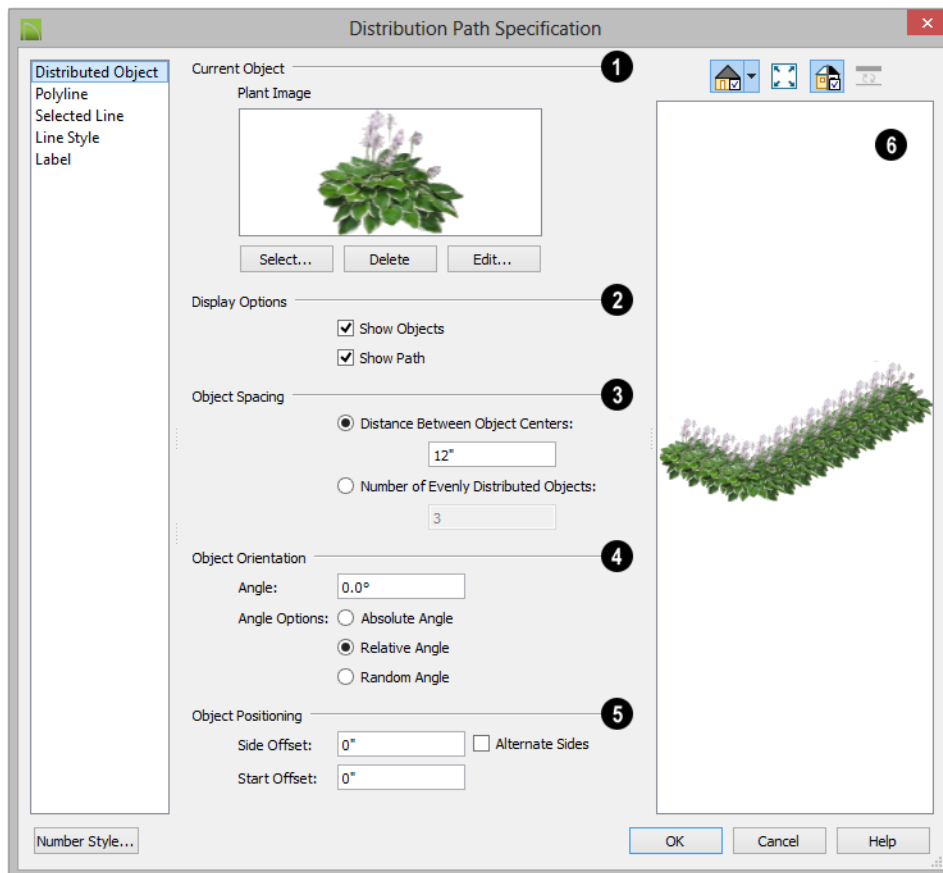 Distribution Path Specification
Distributed Object
Polyline
Selected Line
Line Style
Label
Current Object
1
Plant Image
Select...
Delete
Edit...
Display Options
2
Show Objects
Show Path
Object Spacing
3
Distance Between Object Centers:
12"
Number of Evenly Distributed Objects:
3
Object Orientation
4
Angle:
0.0°
Angle Options:
Absolute Angle
Relative Angle
Random Angle
Object Positioning
5
Side Offset:
0"
Alternate Sides
Start Offset:
0"
6
Number Style...
OK
Cancel
Help